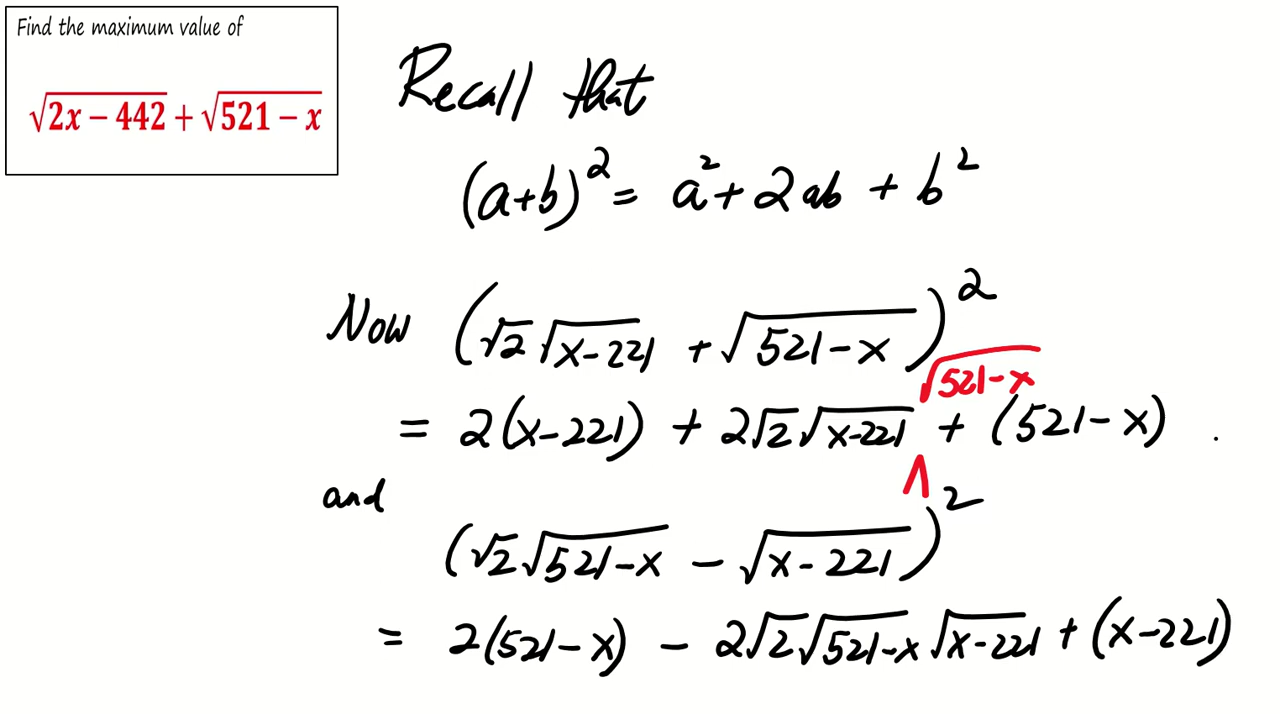 Find the maximum value of
√(2x − 442) + √(521 − x)
Recall that
(a+b)² = a² + 2ab + b²
Now (√2 √(x−221) + √(521−x))²
√(521−x)
= 2(x−221) + 2√2 √(x−221) + (521−x).
∧
and
(√2 √(521−x) − √(x−221))²
= 2(521−x) − 2√2 √(521−x) √(x−221) + (x−221)